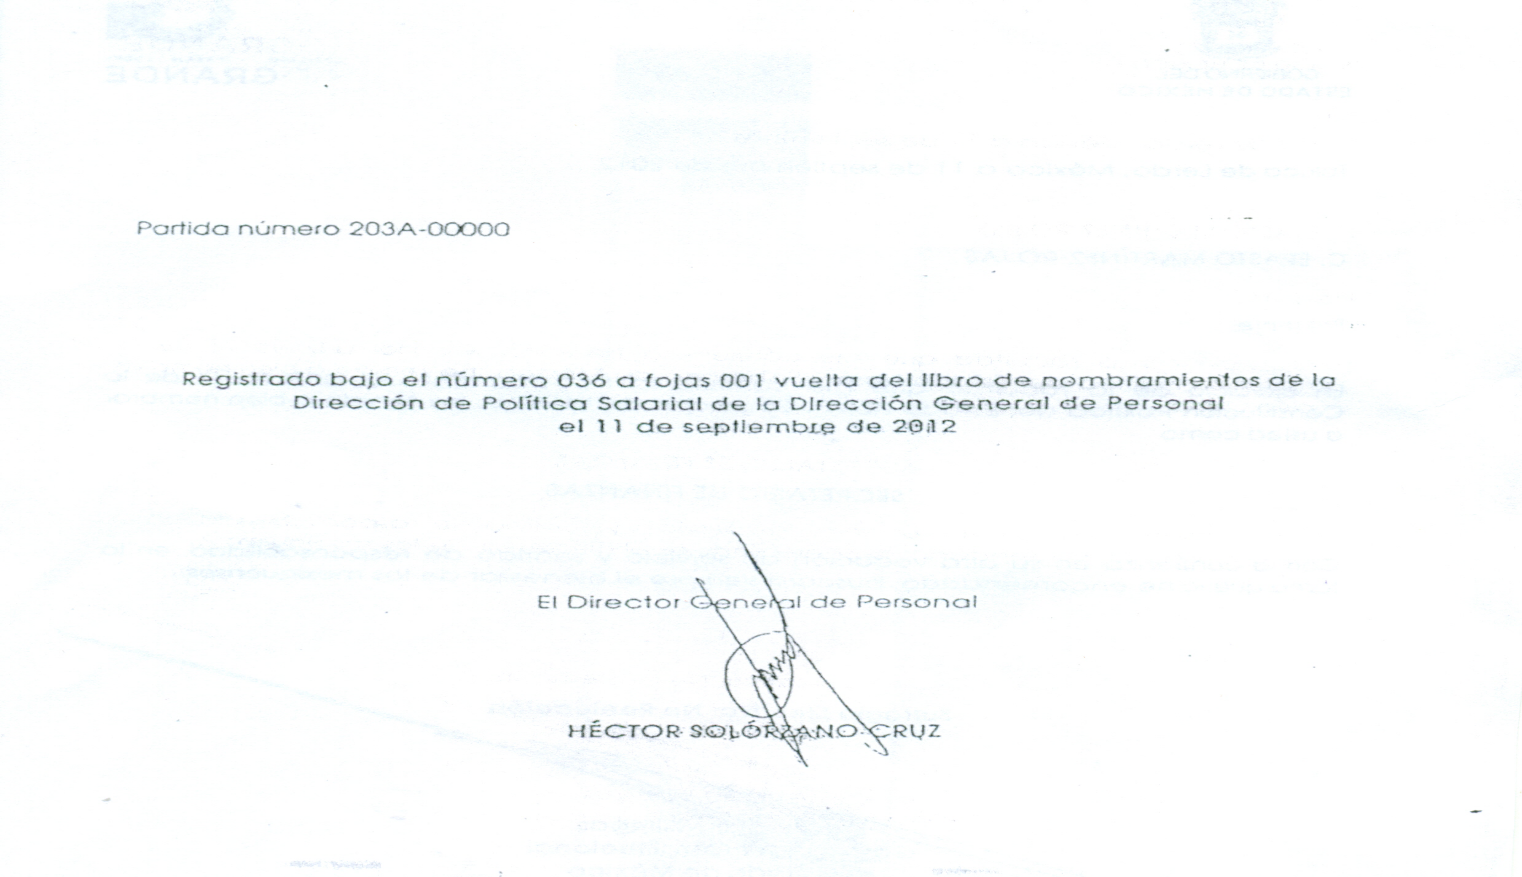 Partida número 203A-00000
Registrado bajo el número 036 a fojas 001 vuelta del libro de nombramientos de la
Dirección de Política Salarial de la Dirección General de Personal
el 11 de septiembre de 2012
El Director General de Personal
HÉCTOR SOLÓRZANO CRUZ